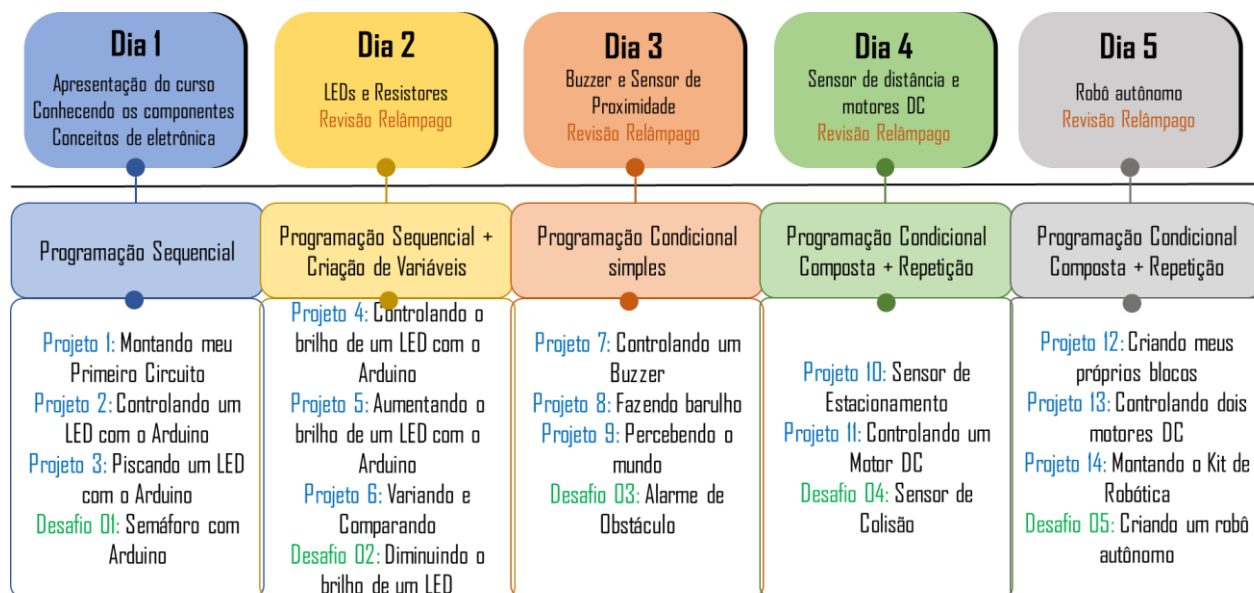 Dia 1
Apresentação do curso
Conhecendo os componentes
Conceitos de eletrônica
Dia 2
LEDs e Resistores
Revisão Relâmpago
Dia 3
Buzzer e Sensor de
Proximidade
Revisão Relâmpago
Dia 4
Sensor de distância e
motores DC
Revisão Relâmpago
Dia 5
Robô autônomo
Revisão Relâmpago
Programação Sequencial
Programação Sequencial +
Criação de Variáveis
Programação Condicional
simples
Programação Condicional
Composta + Repetição
Programação Condicional
Composta + Repetição
Projeto 1: Montando meu
Primeiro Circuito
Projeto 2: Controlando um
LED com o Arduino
Projeto 3: Piscando um LED
com o Arduino
Desafio 01: Semáforo com
Arduino
Projeto 4: Controlando o
brilho de um LED com o
Arduino
Projeto 5: Aumentando o
brilho de um LED com o
Arduino
Projeto 6: Variando e
Comparando
Desafio 02: Diminuindo o
brilho de um LED
Projeto 7: Controlando um
Buzzer
Projeto 8: Fazendo barulho
Projeto 9: Percebendo o
mundo
Desafio 03: Alarme de
Obstáculo
Projeto 10: Sensor de
Estacionamento
Projeto 11: Controlando um
Motor DC
Desafio 04: Sensor de
Colisão
Projeto 12: Criando meus
próprios blocos
Projeto 13: Controlando dois
motores DC
Projeto 14: Montando o Kit de
Robótica
Desafio 05: Criando um robô
autônomo